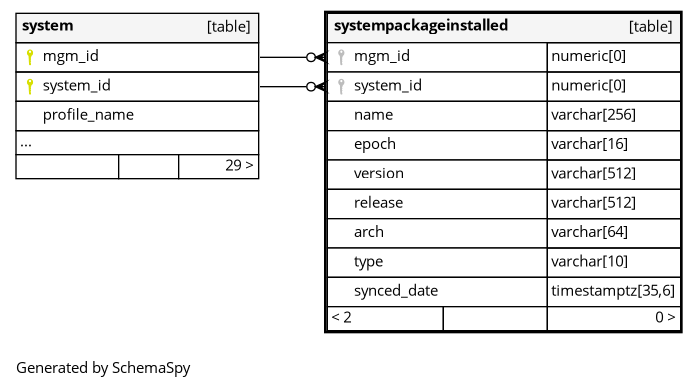 system [table]
mgm_id
system_id
profile_name
...
29 >
systempackageinstalled [table]
mgm_id numeric[0]
system_id numeric[0]
name varchar[256]
epoch varchar[16]
version varchar[512]
release varchar[512]
arch varchar[64]
type varchar[10]
synced_date timestamptz[35,6]
< 2 0 >
Generated by SchemaSpy